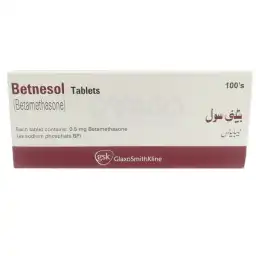 Betnesol Tablets
100's
(Betamethasone)
بیٹنی سول
Each tablet contains: 0.5 mg Betamethasone
(as sodium phosphate BP)
gsk GlaxoSmithKline